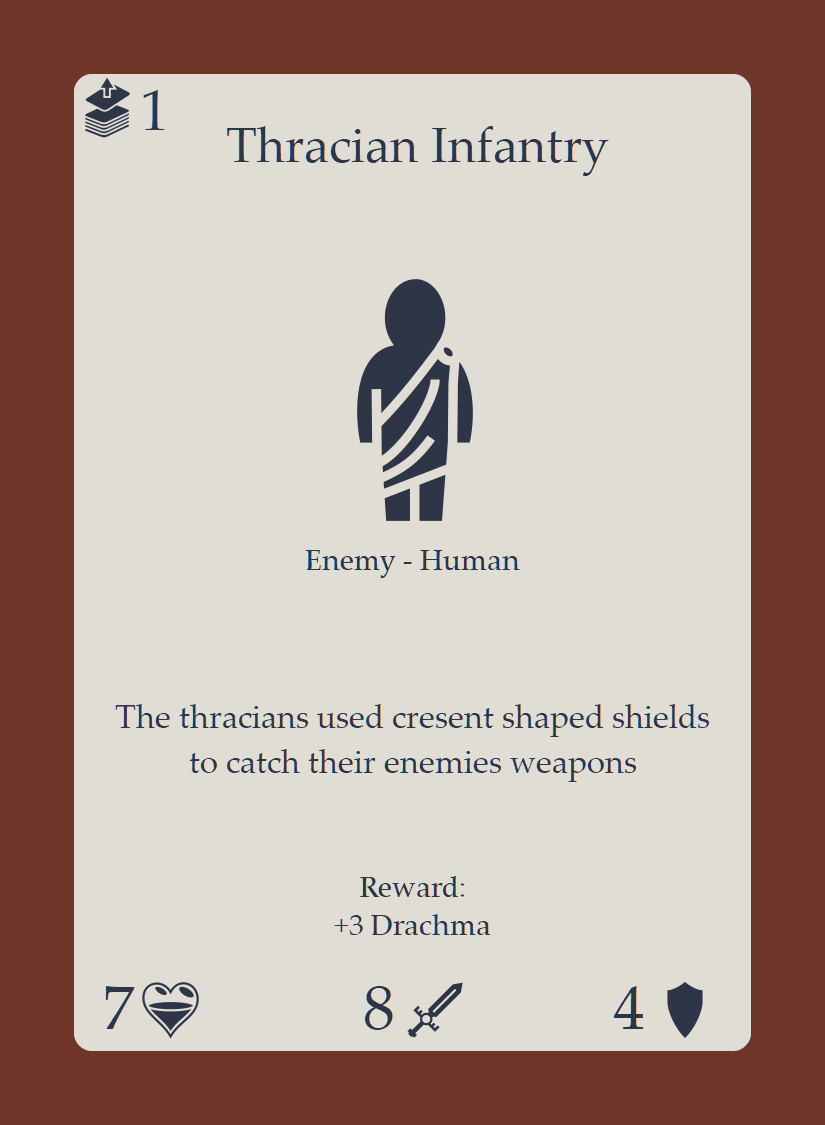 1
Thracian Infantry
Enemy - Human
The thracians used cresent shaped shields
to catch their enemies weapons
Reward:
+3 Drachma
7 8 4